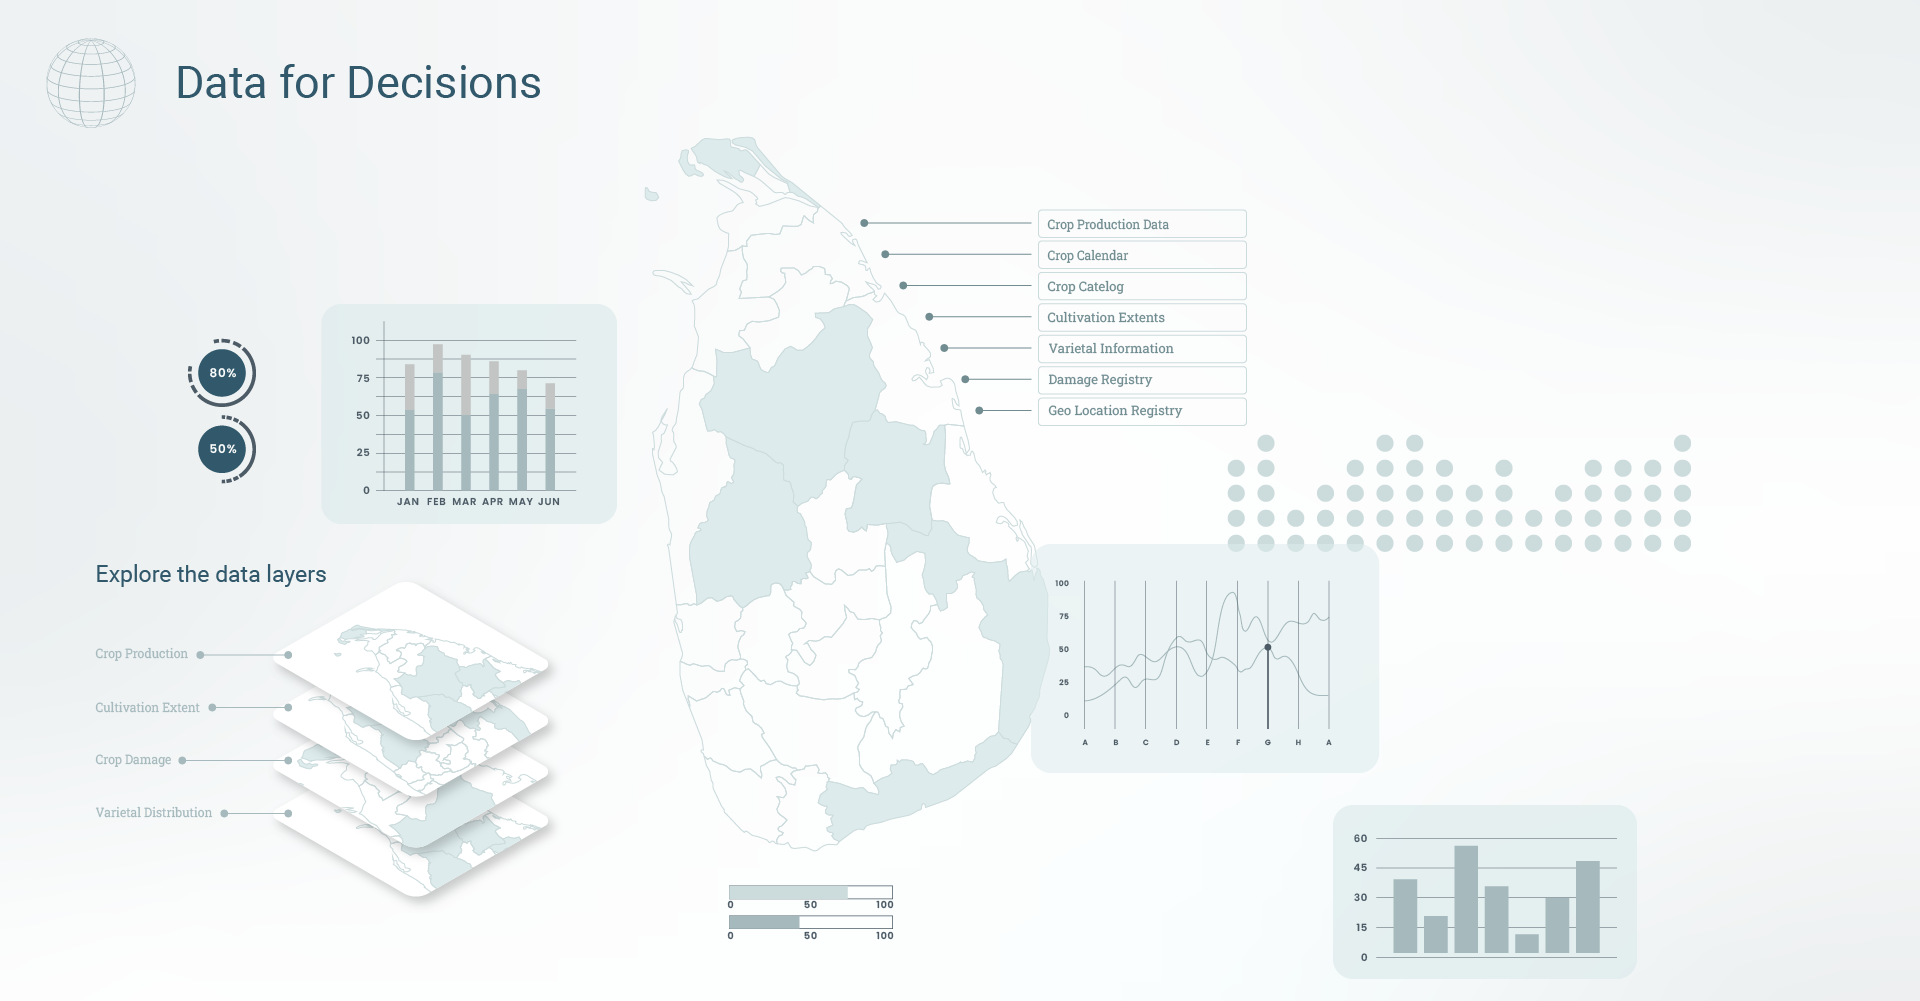 Data for Decisions
Crop Production Data
Crop Calendar
Crop Catelog
Cultivation Extents
Varietal Information
Damage Registry
Geo Location Registry
80%
50%
100
75
50
25
0
JAN FEB MAR APR MAY JUN
Explore the data layers
Crop Production
Cultivation Extent
Crop Damage
Varietal Distribution
100
75
50
25
0
A B C D E F G H A
0 50 100
0 50 100
60
45
30
15
0